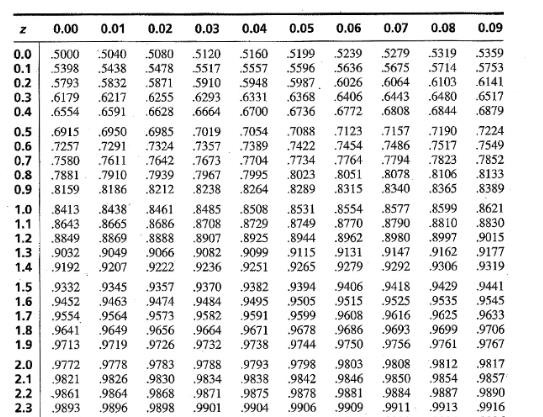 z 0.00 0.01 0.02 0.03 0.04 0.05 0.06 0.07 0.08 0.09
0.0 .5000 .5040 .5080 .5120 .5160 .5199 .5239 .5279 .5319 .5359
0.1 .5398 .5438 .5478 .5517 .5557 .5596 .5636 .5675 .5714 .5753
0.2 .5793 .5832 .5871 .5910 .5948 .5987 .6026 .6064 .6103 .6141
0.3 .6179 .6217 .6255 .6293 .6331 .6368 .6406 .6443 .6480 .6517
0.4 .6554 .6591 .6628 .6664 .6700 .6736 .6772 .6808 .6844 .6879
0.5 .6915 .6950 .6985 .7019 .7054 .7088 .7123 .7157 .7190 .7224
0.6 .7257 .7291 .7324 .7357 .7389 .7422 .7454 .7486 .7517 .7549
0.7 .7580 .7611 .7642 .7673 .7704 .7734 .7764 .7794 .7823 .7852
0.8 .7881 .7910 .7939 .7967 .7995 .8023 .8051 .8078 .8106 .8133
0.9 .8159 .8186 .8212 .8238 .8264 .8289 .8315 .8340 .8365 .8389
1.0 .8413 .8438 .8461 .8485 .8508 .8531 .8554 .8577 .8599 .8621
1.1 .8643 .8665 .8686 .8708 .8729 .8749 .8770 .8790 .8810 .8830
1.2 .8849 .8869 .8888 .8907 .8925 .8944 .8962 .8980 .8997 .9015
1.3 .9032 .9049 .9066 .9082 .9099 .9115 .9131 .9147 .9162 .9177
1.4 .9192 .9207 .9222 .9236 .9251 .9265 .9279 .9292 .9306 .9319
1.5 .9332 .9345 .9357 .9370 .9382 .9394 .9406 .9418 .9429 .9441
1.6 .9452 .9463 .9474 .9484 .9495 .9505 .9515 .9525 .9535 .9545
1.7 .9554 .9564 .9573 .9582 .9591 .9599 .9608 .9616 .9625 .9633
1.8 .9641 .9649 .9656 .9664 .9671 .9678 .9686 .9693 .9699 .9706
1.9 .9713 .9719 .9726 .9732 .9738 .9744 .9750 .9756 .9761 .9767
2.0 .9772 .9778 .9783 .9788 .9793 .9798 .9803 .9808 .9812 .9817
2.1 .9821 .9826 .9830 .9834 .9838 .9842 .9846 .9850 .9854 .9857
2.2 .9861 .9864 .9868 .9871 .9875 .9878 .9881 .9884 .9887 .9890
2.3 .9893 .9896 .9898 .9901 .9904 .9906 .9909 .9911 .9913 .9916